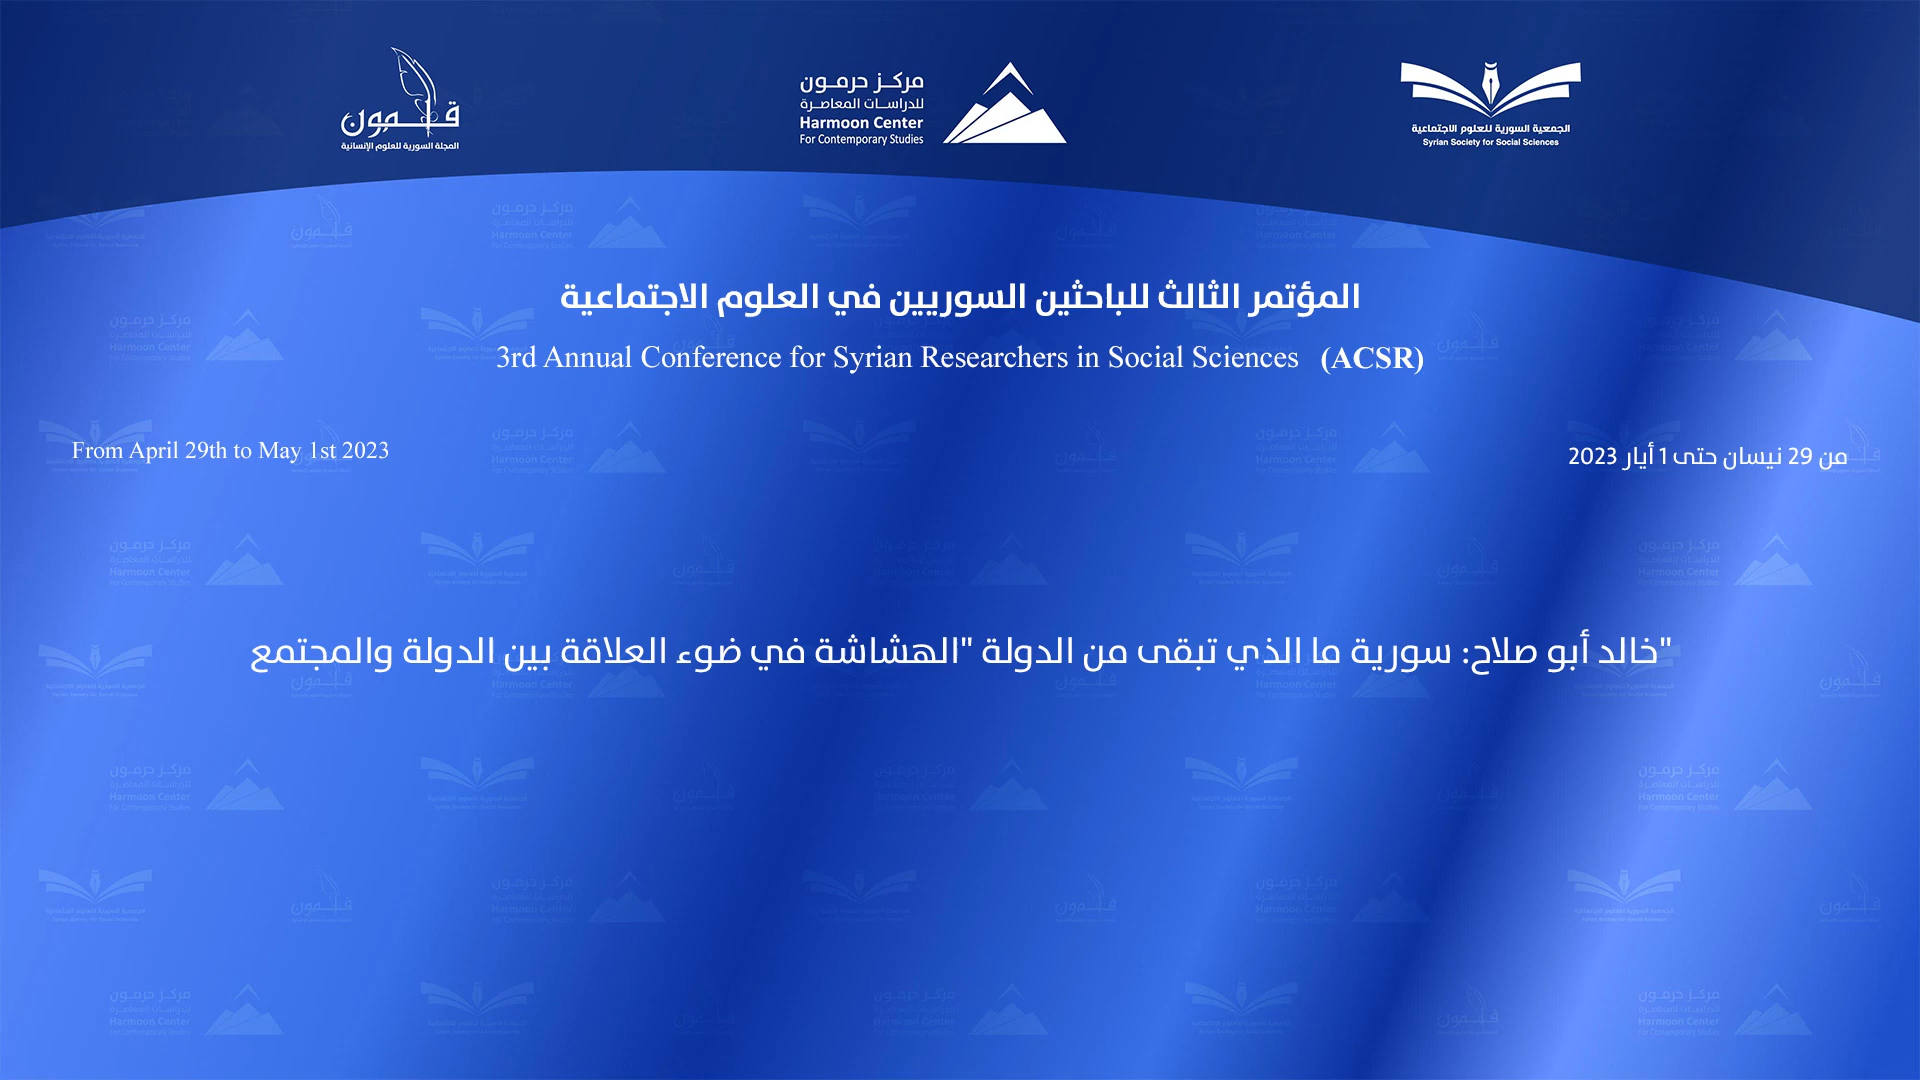 الجمعية السورية للعلوم الاجتماعية
Syrian Society for Social Sciences
مركز حرمون
للدراسات المعاصرة
Harmoon Center
For Contemporary Studies
قلمون
المجلة السورية للعلوم الإنسانية
المؤتمر الثالث للباحثين السوريين في العلوم الاجتماعية
3rd Annual Conference for Syrian Researchers in Social Sciences (ACSR)
من 29 نيسان حتى 1 أيار 2023
From April 29th to May 1st 2023
"خالد أبو صلاح: سورية ما الذي تبقى من الدولة "الهشاشة في ضوء العلاقة بين الدولة والمجتمع